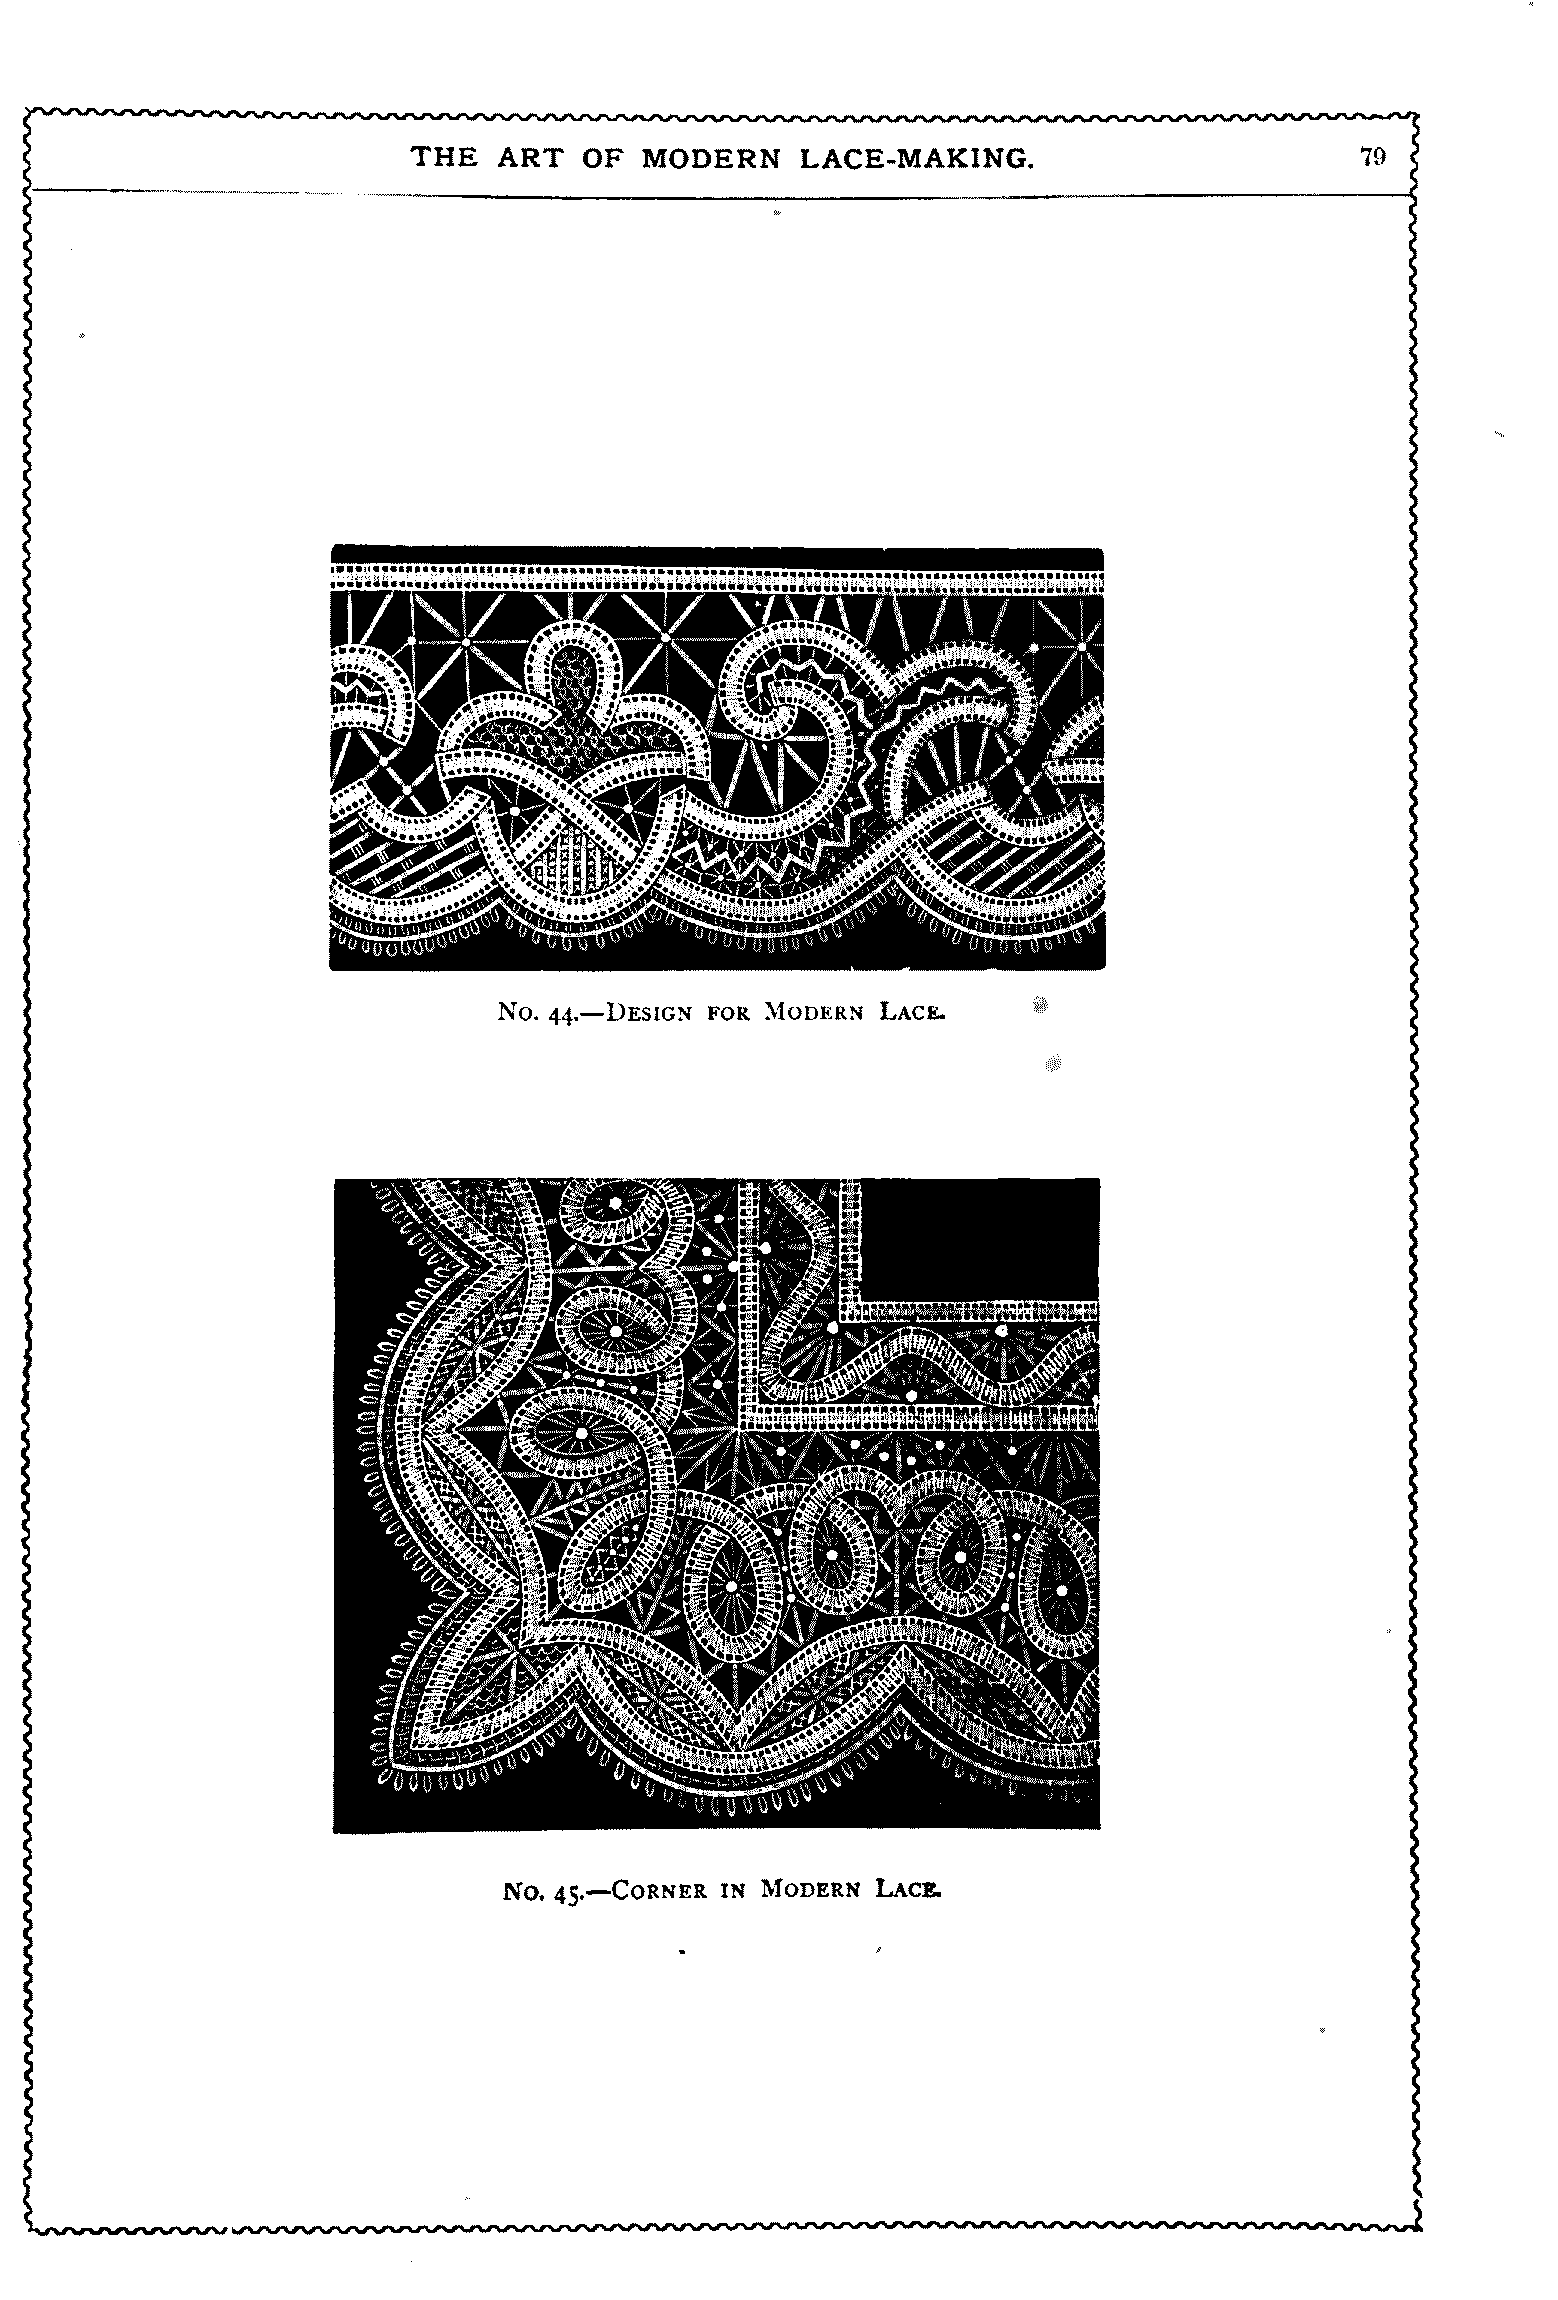 THE ART OF MODERN LACE-MAKING. 79
No. 44.—Design for Modern Lace.
No. 45.—Corner in Modern Lace.